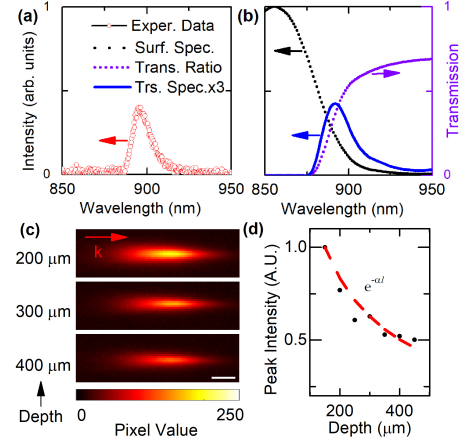 (a)
Exper. Data
Surf. Spec.
Trans. Ratio
Trs. Spec.x3
Intensity (arb. units)
1
0
850 900 950
Wavelength (nm)
(b)
1
0
850 900 950
Wavelength (nm)
1
0
Transmission
(c)
k
200 μm
300 μm
400 μm
Depth
0 250
Pixel Value
(d)
1.0
0.5
Peak Intensity (A.U.)
e^-αl
200 400
Depth (μm)